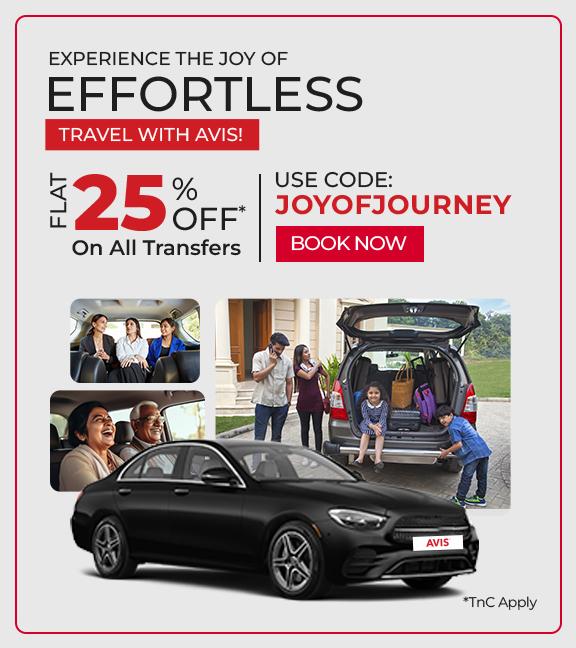 EXPERIENCE THE JOY OF
EFFORTLESS
TRAVEL WITH AVIS!
FLAT 25% OFF*
On All Transfers
USE CODE:
JOYOFJOURNEY
BOOK NOW
AVIS
*TnC Apply